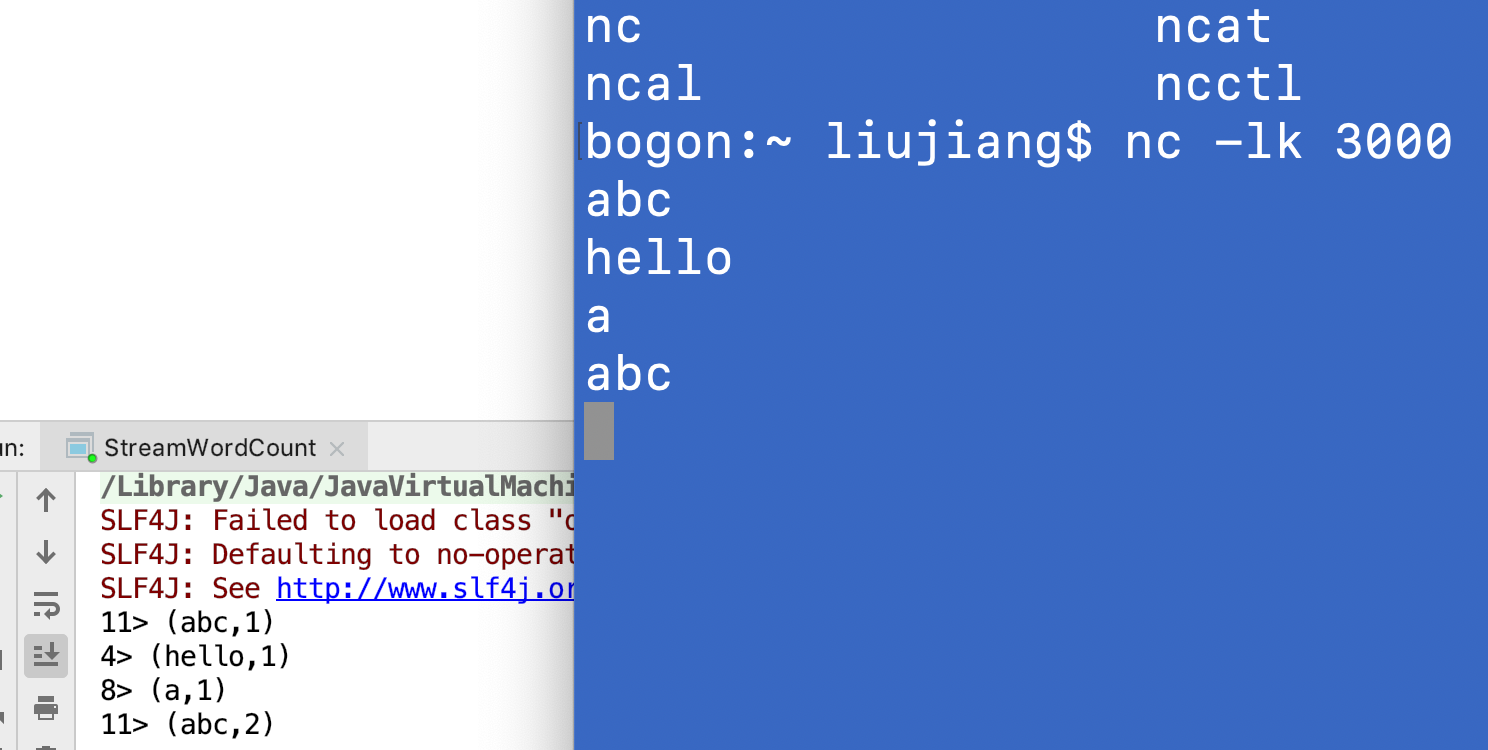 nc ncat
ncal ncctl
bogon:~ liujiang$ nc -lk 3000
abc
hello
a
abc
StreamWordCount
/Library/Java/JavaVirtualMachi
SLF4J: Failed to load class "
SLF4J: Defaulting to no-operat
SLF4J: See http://www.slf4j.or
11> (abc,1)
4> (hello,1)
8> (a,1)
11> (abc,2)